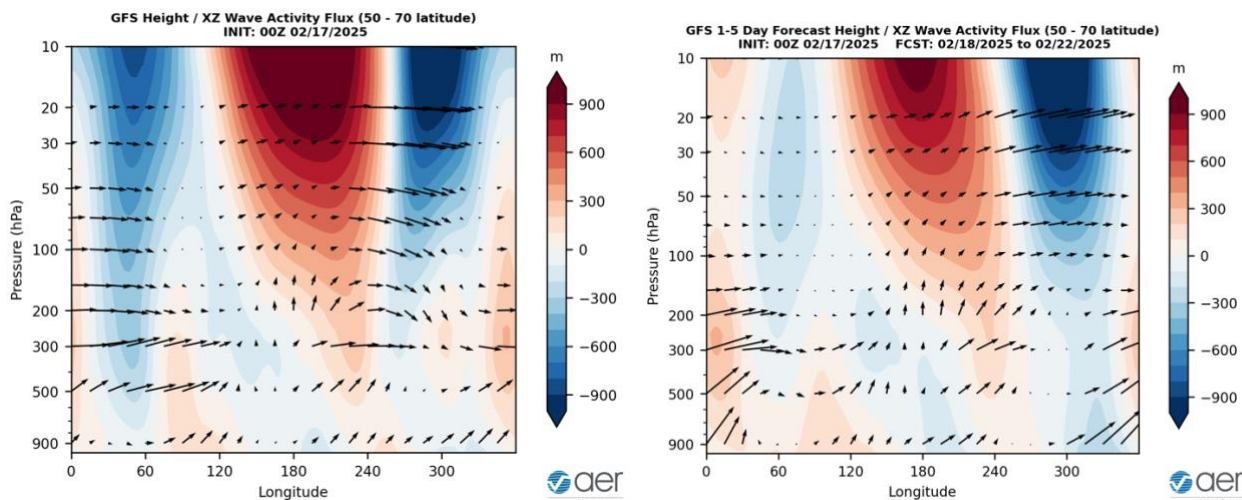 GFS Height / XZ Wave Activity Flux (50 - 70 latitude)
INIT: 00Z 02/17/2025
10
20
30
50
100
200
300
500
900
Pressure (hPa)
0 60 120 180 240 300
Longitude
m
900
600
300
0
−300
−600
−900
aer
GFS 1-5 Day Forecast Height / XZ Wave Activity Flux (50 - 70 latitude)
INIT: 00Z 02/17/2025 FCST: 02/18/2025 to 02/22/2025
10
20
30
50
100
200
300
500
900
Pressure (hPa)
0 60 120 180 240 300
Longitude
m
900
600
300
0
−300
−600
−900
aer